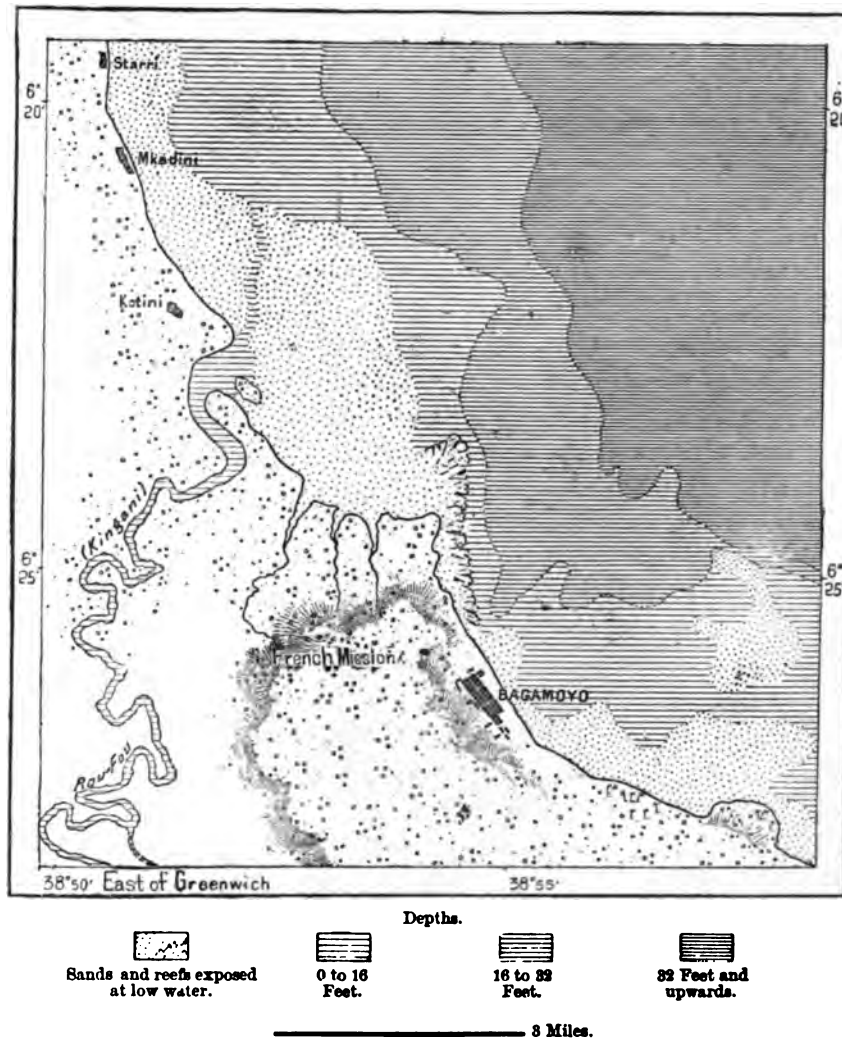 Starri
6°
20'
6°
20'
Mkadini
Kotini
(Kingani)
6°
25'
6°
25'
French Mission
BAGAMOYO
Rou-Fou
38°50' East of Greenwich
38°55'
Depths.
Sands and reefs exposed
at low water.
0 to 16
Feet.
16 to 32
Feet.
32 Feet and
upwards.
3 Miles.